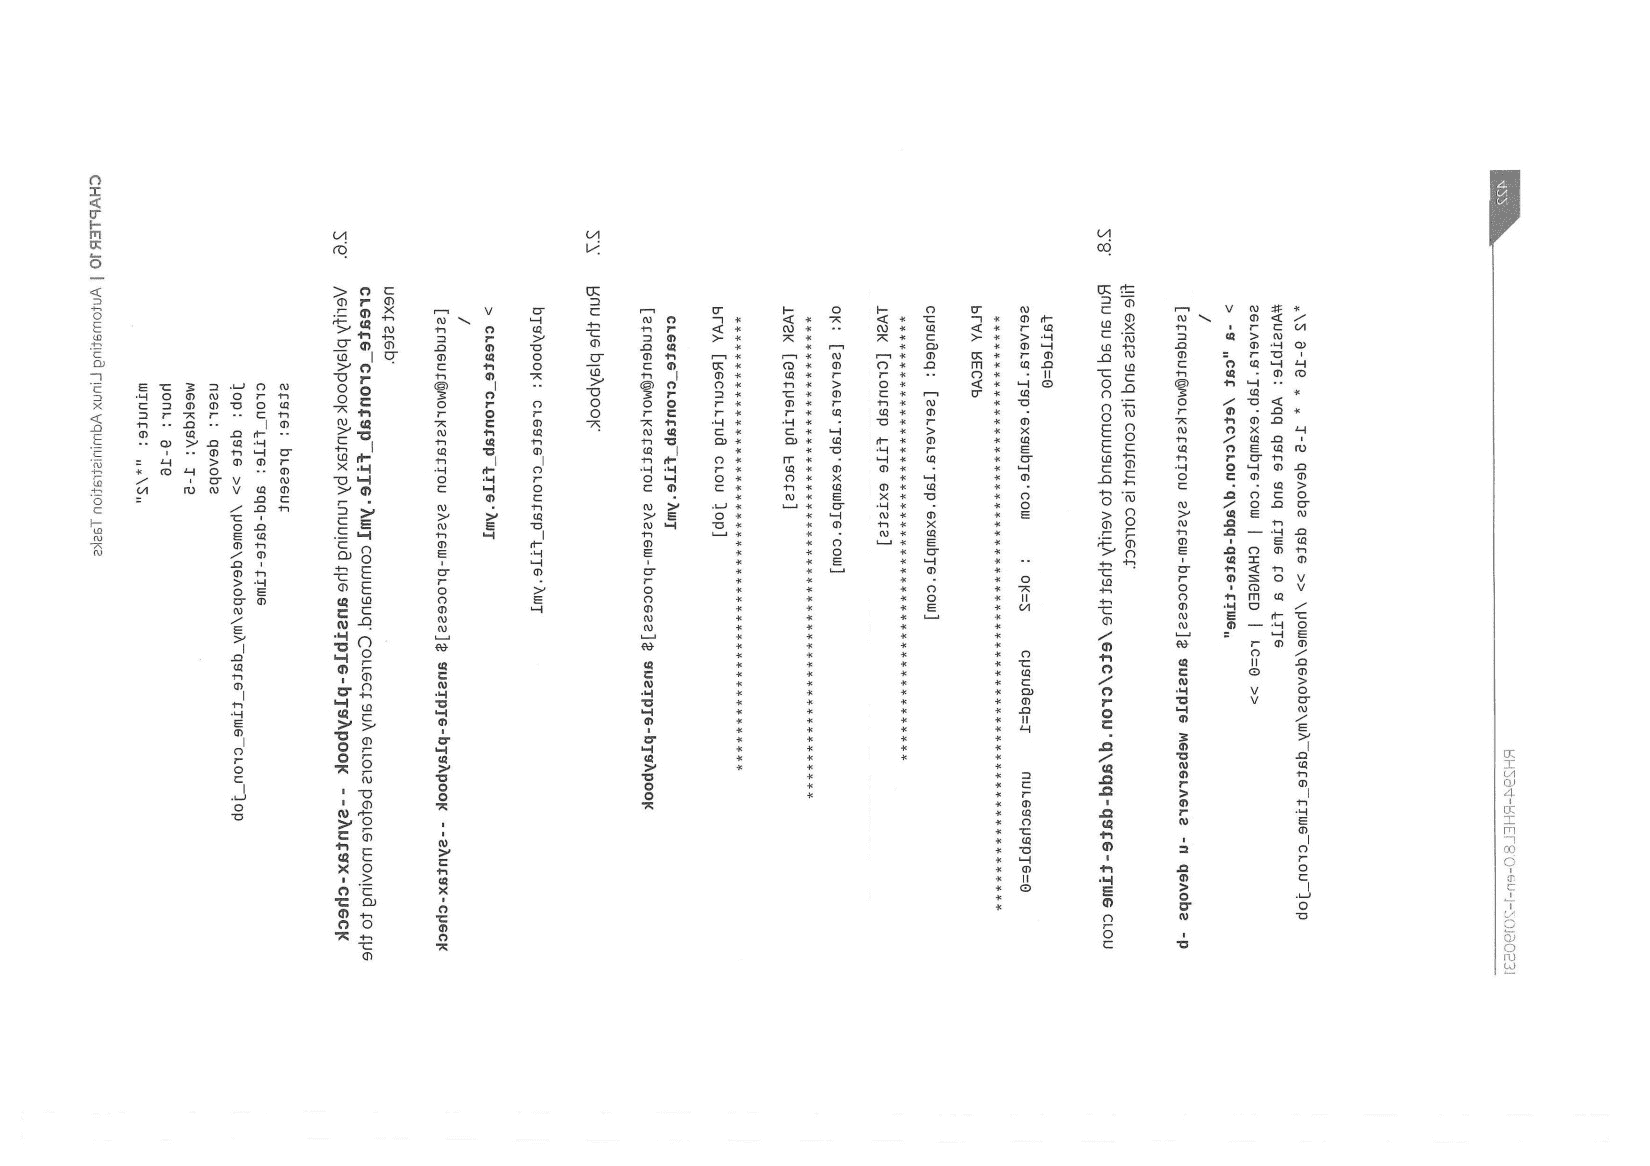 CHAPTER 10 | Automating Linux Administration Tasks
minute: "*/2"
hour: 9-16
weekday: 1-5
user: devops
job: date >> /home/devops/my_date_time_cron_job
cron_file: add-date-time
state: present
2.6. Verify playbook syntax by running the ansible-playbook --syntax-check
create_crontab_file.yml command. Correct any errors before moving to the
next step.
[student@workstation system-process]$ ansible-playbook --syntax-check
\
> create_crontab_file.yml
playbook: create_crontab_file.yml
2.7. Run the playbook.
[student@workstation system-process]$ ansible-playbook
create_crontab_file.yml
PLAY [Recurring cron job]
***************************************************
TASK [Gathering Facts]
******************************************************
ok: [servera.lab.example.com]
TASK [Crontab file exists]
**************************************************
changed: [servera.lab.example.com]
PLAY RECAP
******************************************************************
servera.lab.example.com : ok=2 changed=1 unreachable=0
failed=0
2.8. Run an ad hoc command to verify that the /etc/cron.d/add-date-time cron
file exists and its content is correct.
[student@workstation system-process]$ ansible webservers -u devops -b
\
> -a "cat /etc/cron.d/add-date-time"
servera.lab.example.com | CHANGED | rc=0 >>
#Ansible: Add date and time to a file
*/2 9-16 * * 1-5 devops date >> /home/devops/my_date_time_cron_job
422
RH294-RHEL8.0-en-1-20190531